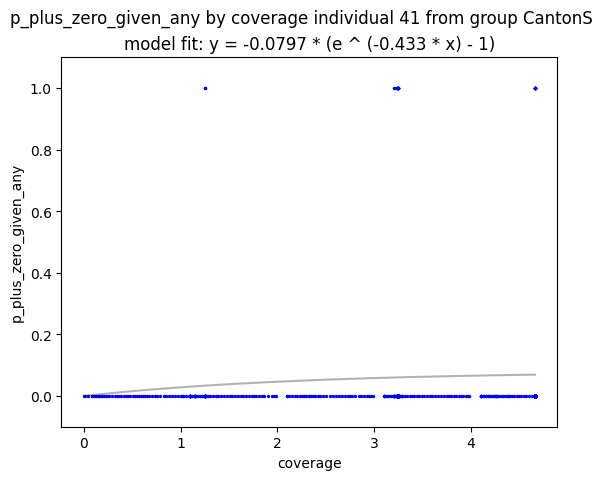 p_plus_zero_given_any by coverage individual 41 from group CantonS
model fit: y = -0.0797 * (e ^ (-0.433 * x) - 1)
p_plus_zero_given_any
1.0
0.8
0.6
0.4
0.2
0.0
0 1 2 3 4
coverage